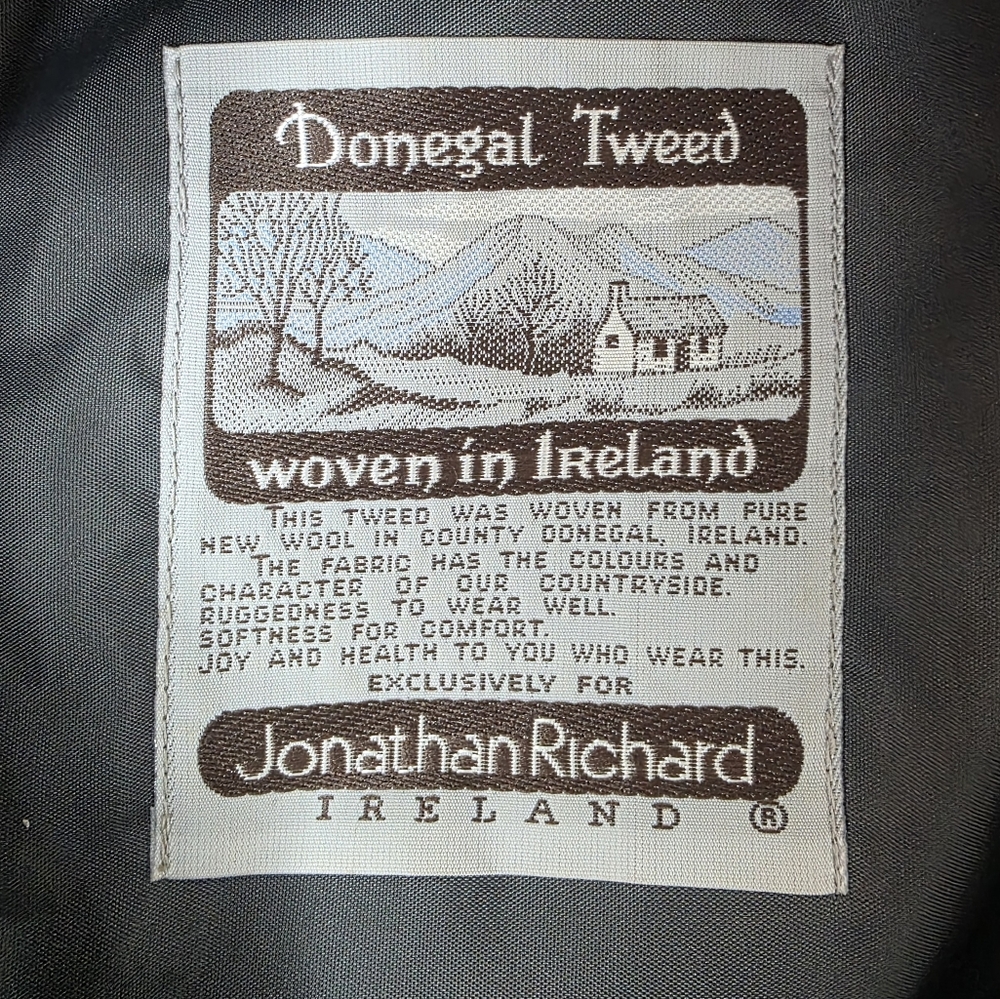 Donegal Tweed
woven in Ireland
THIS TWEED WAS WOVEN FROM PURE
NEW WOOL IN COUNTY DONEGAL, IRELAND.
THE FABRIC HAS THE COLOURS AND
CHARACTER OF OUR COUNTRYSIDE.
RUGGEDNESS TO WEAR WELL.
SOFTNESS FOR COMFORT.
JOY AND HEALTH TO YOU WHO WEAR THIS.
EXCLUSIVELY FOR
Jonathan Richard
IRELAND ®